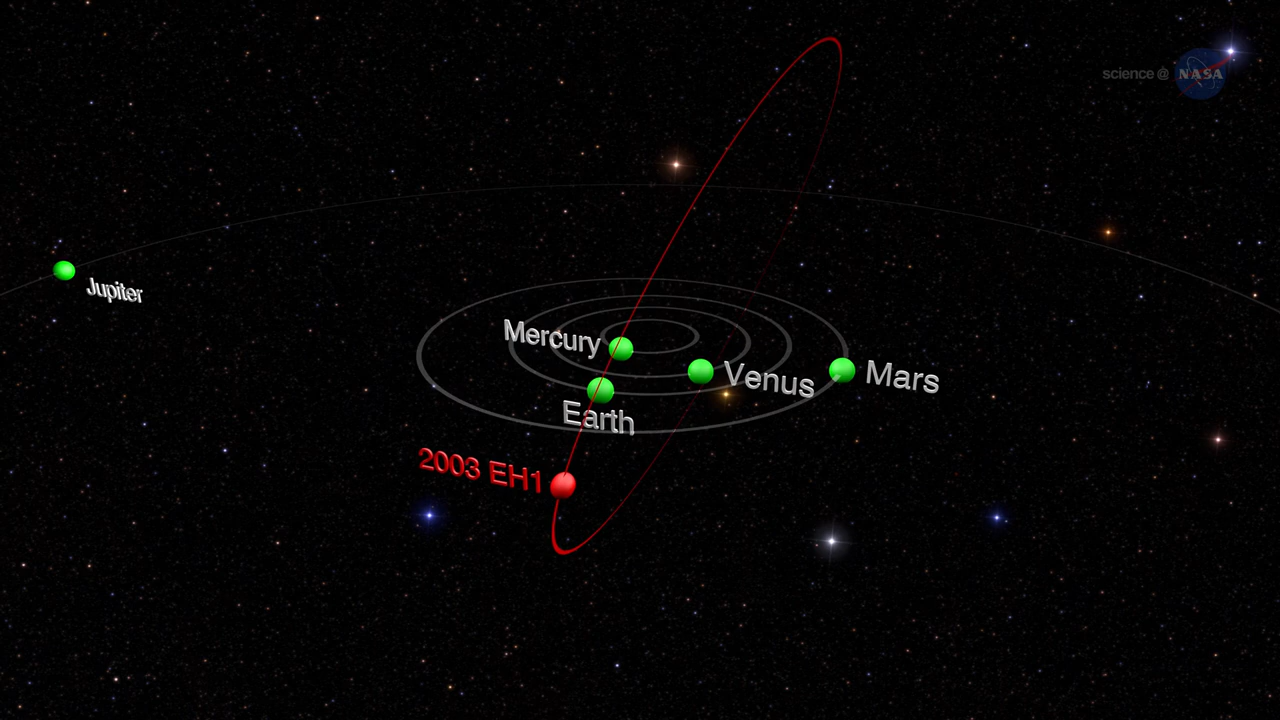 science @ NASA
Jupiter
Mercury
Venus
Mars
Earth
2003 EH1